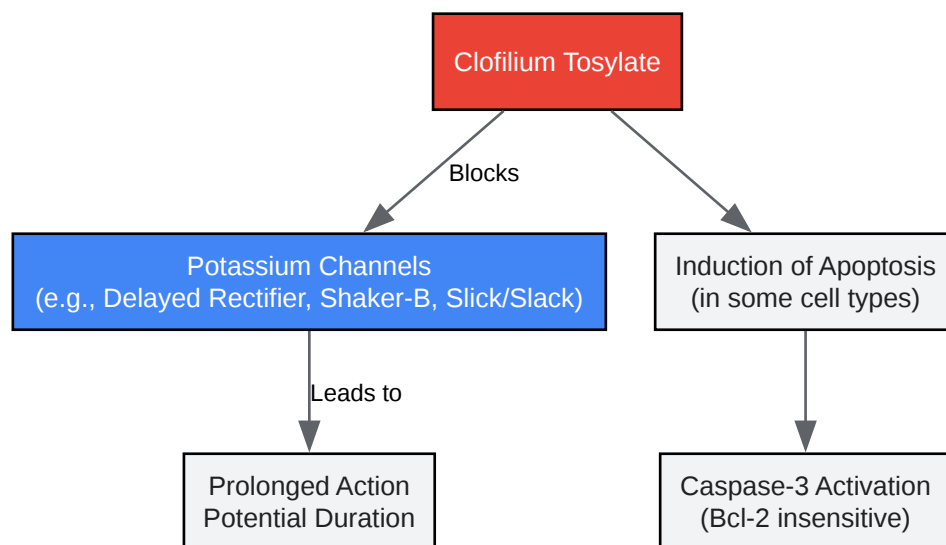 Clofilium Tosylate
Blocks
Potassium Channels
(e.g., Delayed Rectifier, Shaker-B, Slick/Slack)
Induction of Apoptosis
(in some cell types)
Leads to
Prolonged Action
Potential Duration
Caspase-3 Activation
(Bcl-2 insensitive)